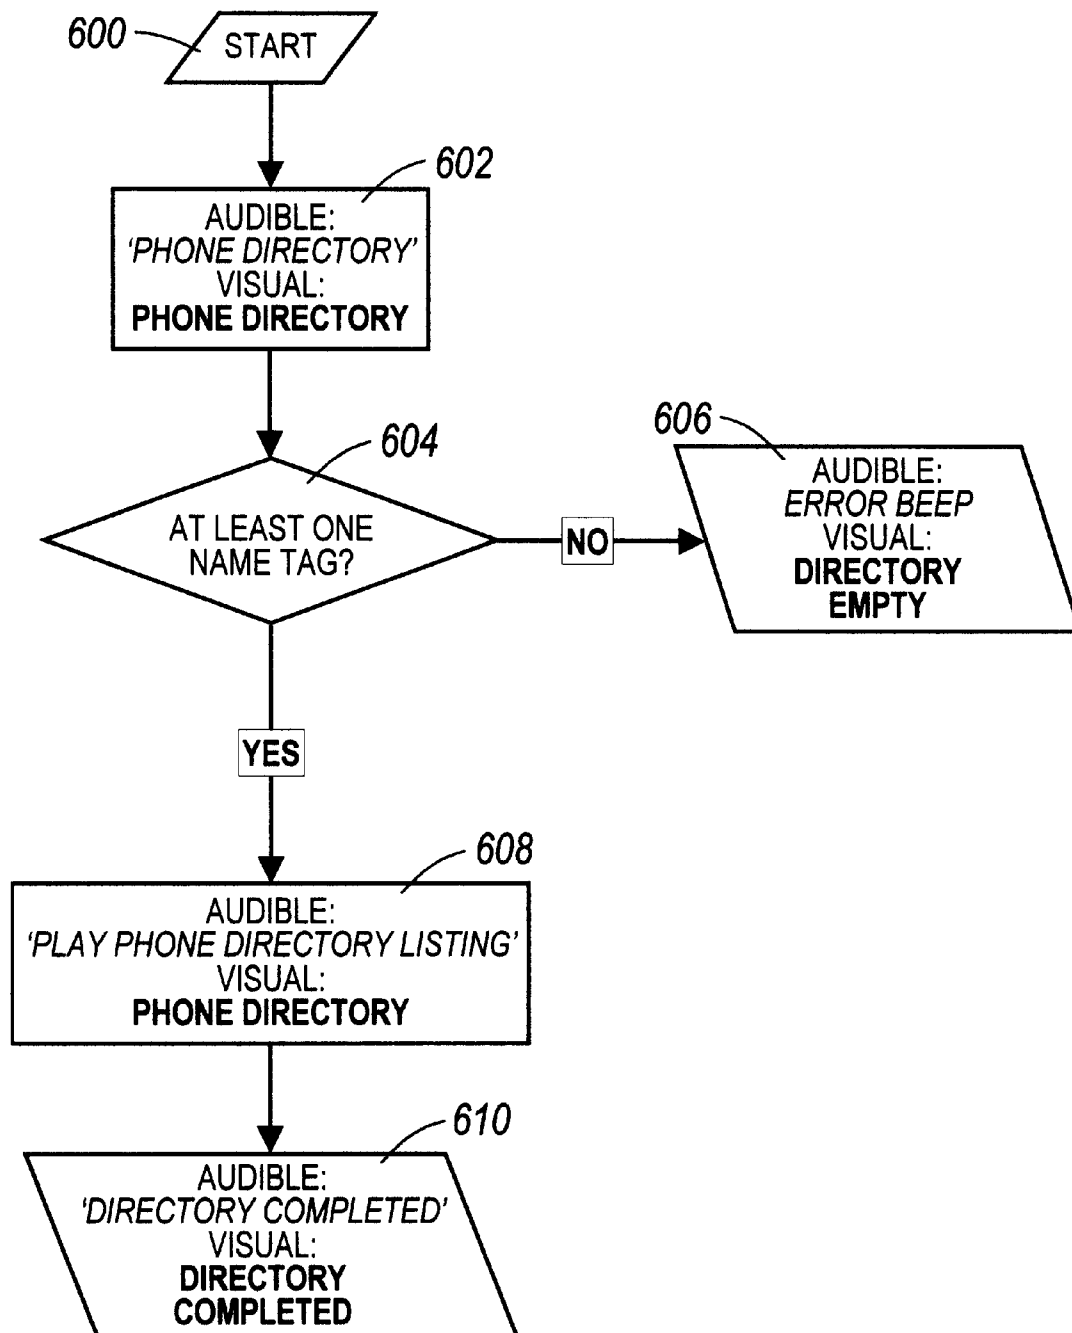 600
START
602
AUDIBLE:
'PHONE DIRECTORY'
VISUAL:
PHONE DIRECTORY
604
AT LEAST ONE
NAME TAG?
NO
606
AUDIBLE:
ERROR BEEP
VISUAL:
DIRECTORY
EMPTY
YES
608
AUDIBLE:
'PLAY PHONE DIRECTORY LISTING'
VISUAL:
PHONE DIRECTORY
610
AUDIBLE:
'DIRECTORY COMPLETED'
VISUAL:
DIRECTORY
COMPLETED